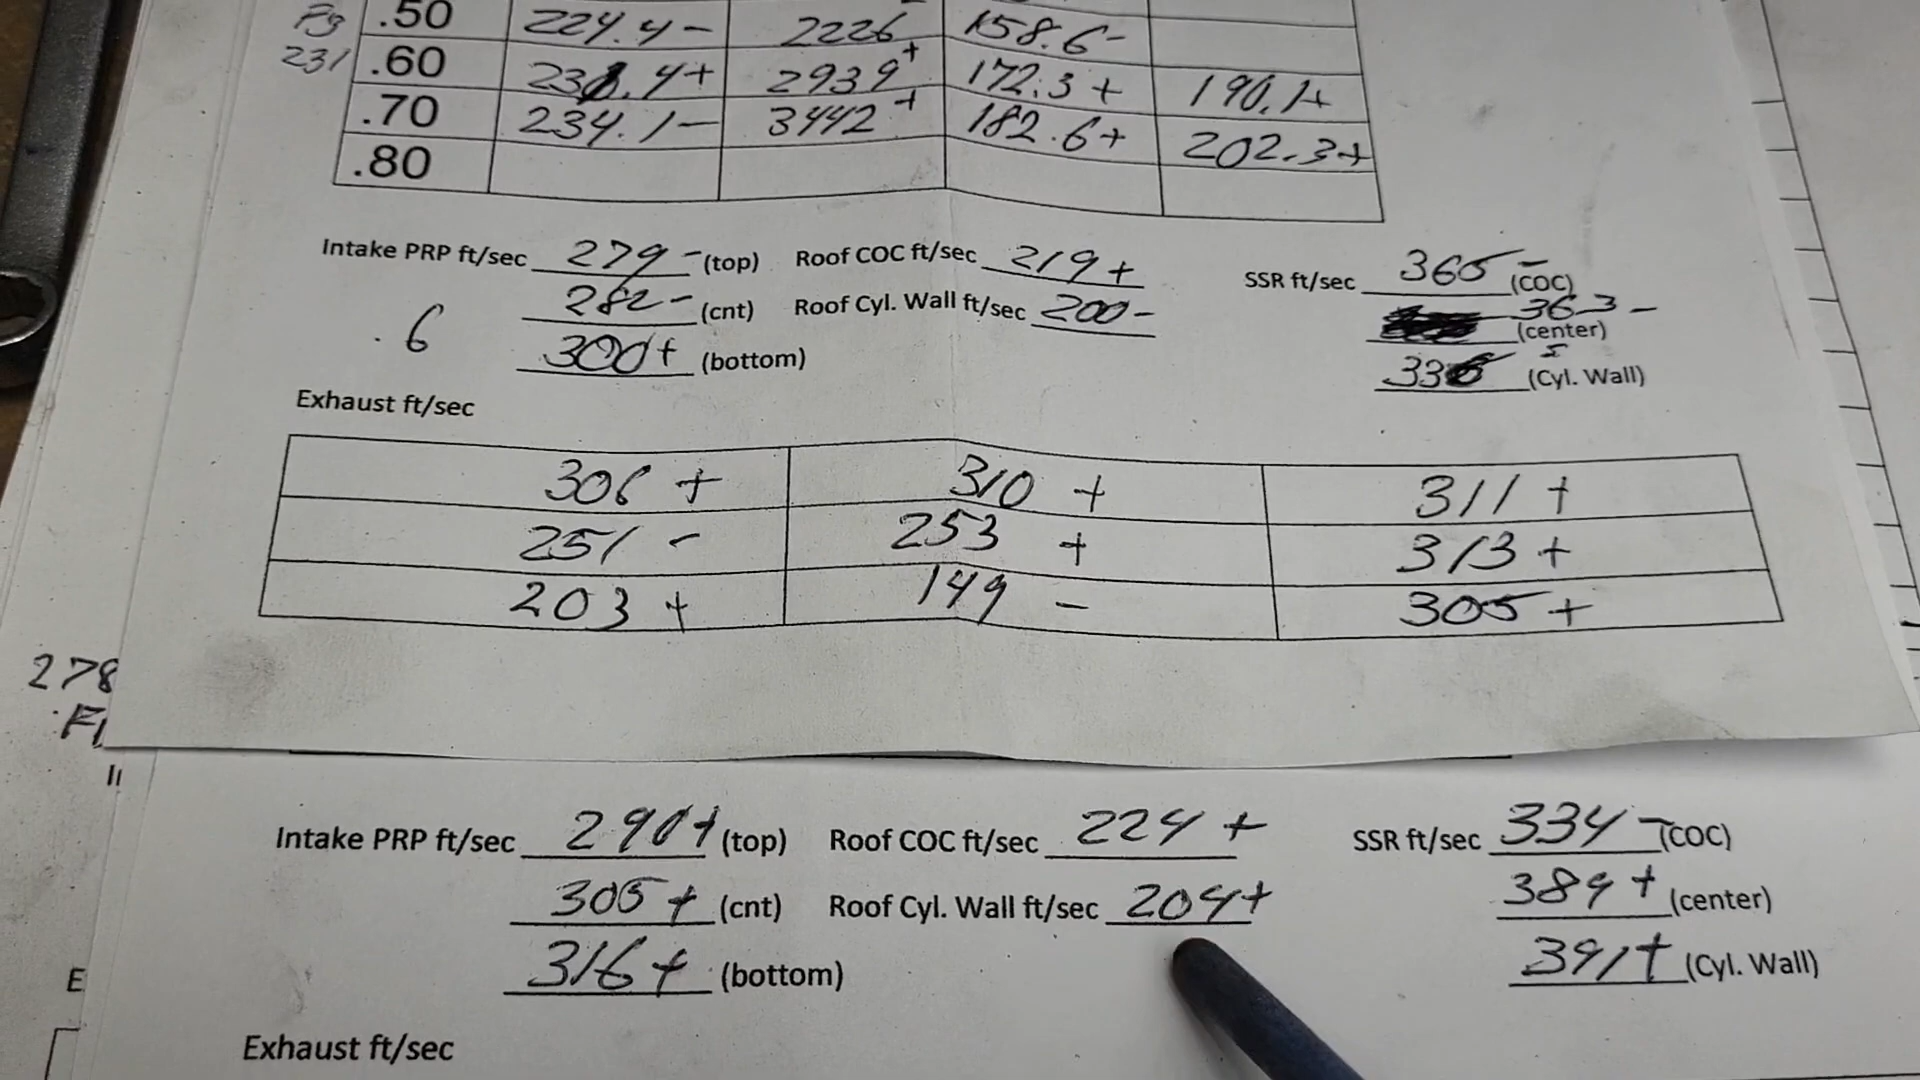 .50 224.4 - 2226 158.6 -
231 .60 .4+ 2939+ 172.3 + 190.1+
.70 234.1 - 3442+ 182.6+ 202.3+
.80
Intake PRP ft/sec 279 - (top) Roof COC ft/sec 219 + SSR ft/sec 365 - (COC)
.6 282 - (cnt) Roof Cyl. Wall ft/sec 200 - 363 - (center)
300+ (bottom) 335 (Cyl. Wall)
Exhaust ft/sec
306 + 310 + 311 +
251 - 253 + 313 +
203 + 149 - 305 +
278
Intake PRP ft/sec 290+ (top) Roof COC ft/sec 224 + SSR ft/sec 334 - (COC)
305 + (cnt) Roof Cyl. Wall ft/sec 204+ 389 + (center)
316 + (bottom) 391+ (Cyl. Wall)
E
Exhaust ft/sec